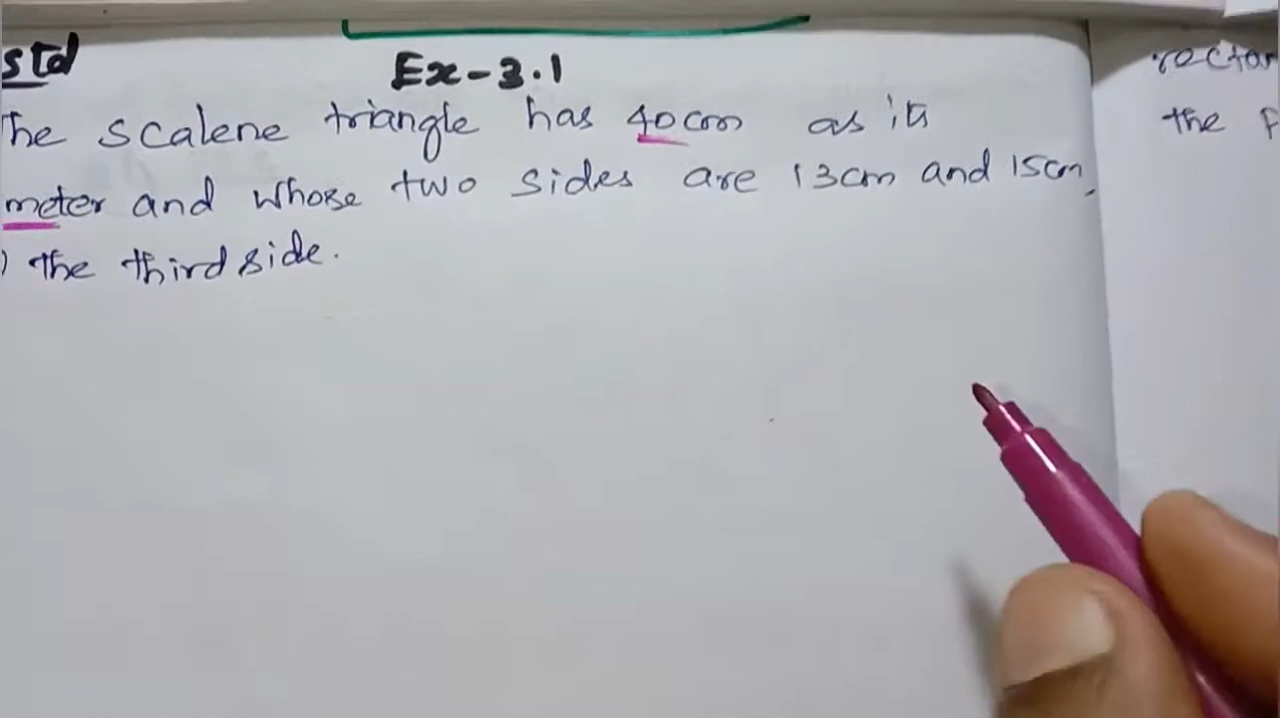 std
Ex-3.1
The scalene triangle has 40cm as its
meter and whose two sides are 13cm and 15cm,
) the third side.
rectan
the P